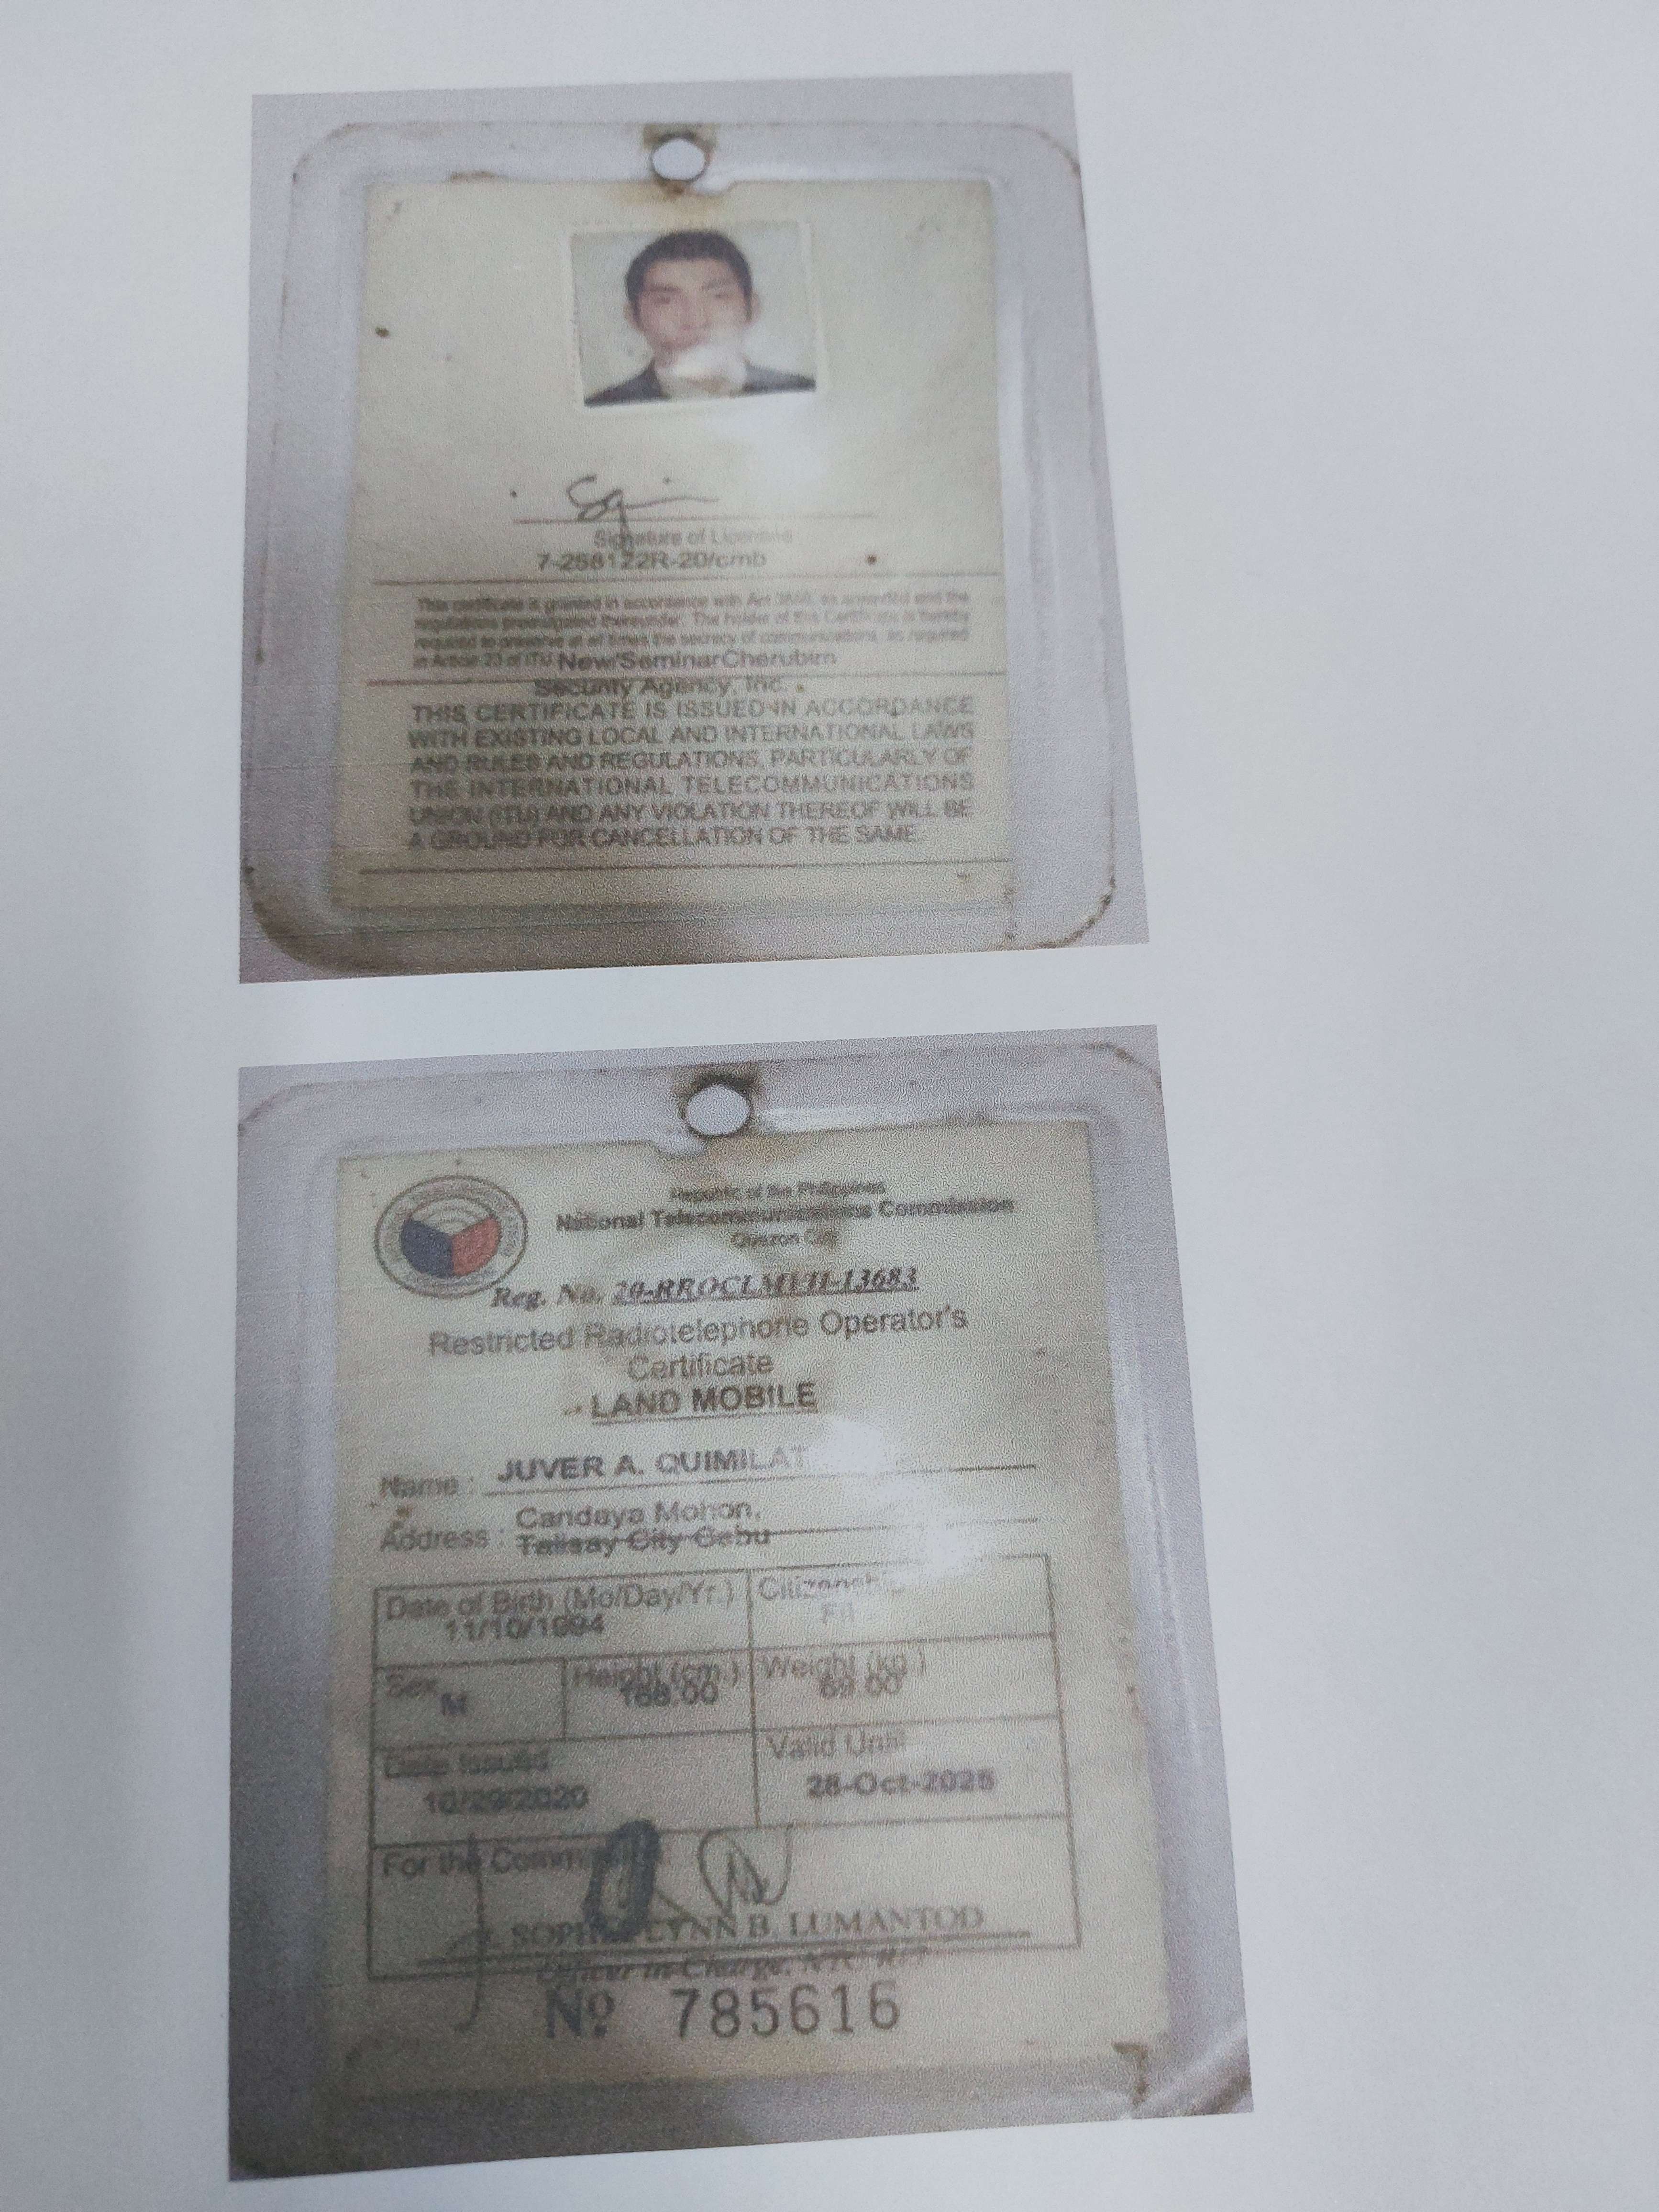 Signature of Licensee
7-258122R-20/cmb
This certificate is granted in accordance with Act 3846, as amended and the
regulations promulgated thereunder. The holder of this Certificate is hereby
required to preserve at all times the secrecy of communications, as required
in Article 23 of ITU New/SeminarCherubim
Security Agency, Inc.
THIS CERTIFICATE IS ISSUED IN ACCORDANCE
WITH EXISTING LOCAL AND INTERNATIONAL LAWS
AND RULES AND REGULATIONS, PARTICULARLY OF
THE INTERNATIONAL TELECOMMUNICATIONS
UNION (ITU) AND ANY VIOLATION THEREOF WILL BE
A GROUND FOR CANCELLATION OF THE SAME.
Republic of the Philippines
National Telecommunications Commission
Quezon City
Reg. No. 20-RROCLMVII-13683
Restricted Radiotelephone Operator's
Certificate
LAND MOBILE
Name : JUVER A. QUIMILAT
Candaya Mohon,
Address : Talisay City Cebu
Date of Birth (Mo/Day/Yr.) Citizenship
11/10/1994 Fil
Sex Height (cm.) Weight (kg.)
M 168.00 69.00
Date Issued Valid Until
10/29/2020 28-Oct-2025
For the
LYNN B. LUMANTOD
Officer in Charge, NTC
Nº 785616